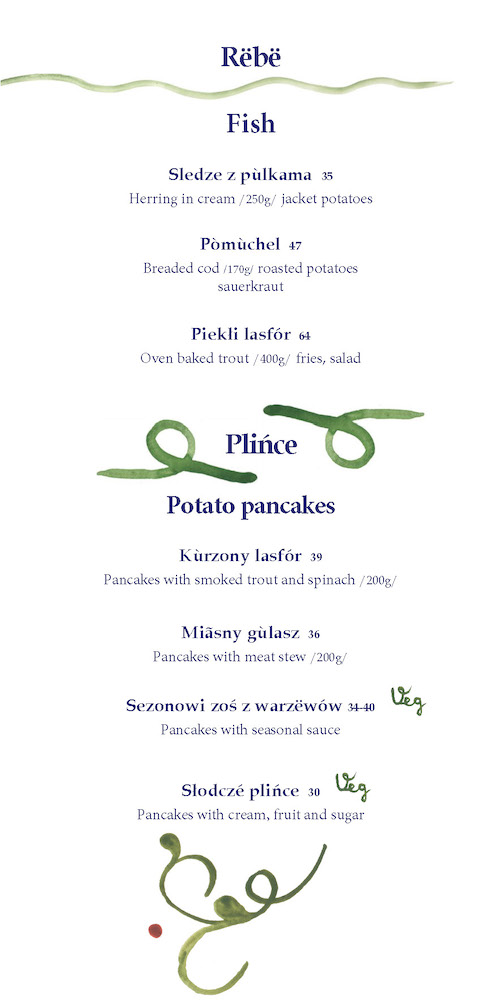 Rëbë
Fish
Sledze z pùlkama 35
Herring in cream /250g/ jacket potatoes
Pòmùchel 47
Breaded cod /170g/ roasted potatoes
sauerkraut
Piekli lasfór 64
Oven baked trout /400g/ fries, salad
Plińce
Potato pancakes
Kùrzony lasfór 39
Pancakes with smoked trout and spinach /200g/
Miãsny gùlasz 36
Pancakes with meat stew /200g/
Sezonowi zoś z warzëwów 34-40 Veg
Pancakes with seasonal sauce
Słodczé plińce 30 Veg
Pancakes with cream, fruit and sugar